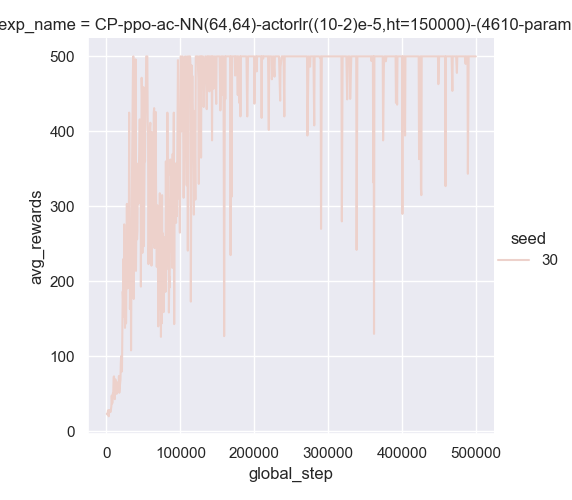 exp_name = CP-ppo-ac-NN(64,64)-actorlr((10-2)e-5,ht=150000)-(4610-param
500
400
300
200
100
0
avg_rewards
0 100000 200000 300000 400000 500000
global_step
seed
30